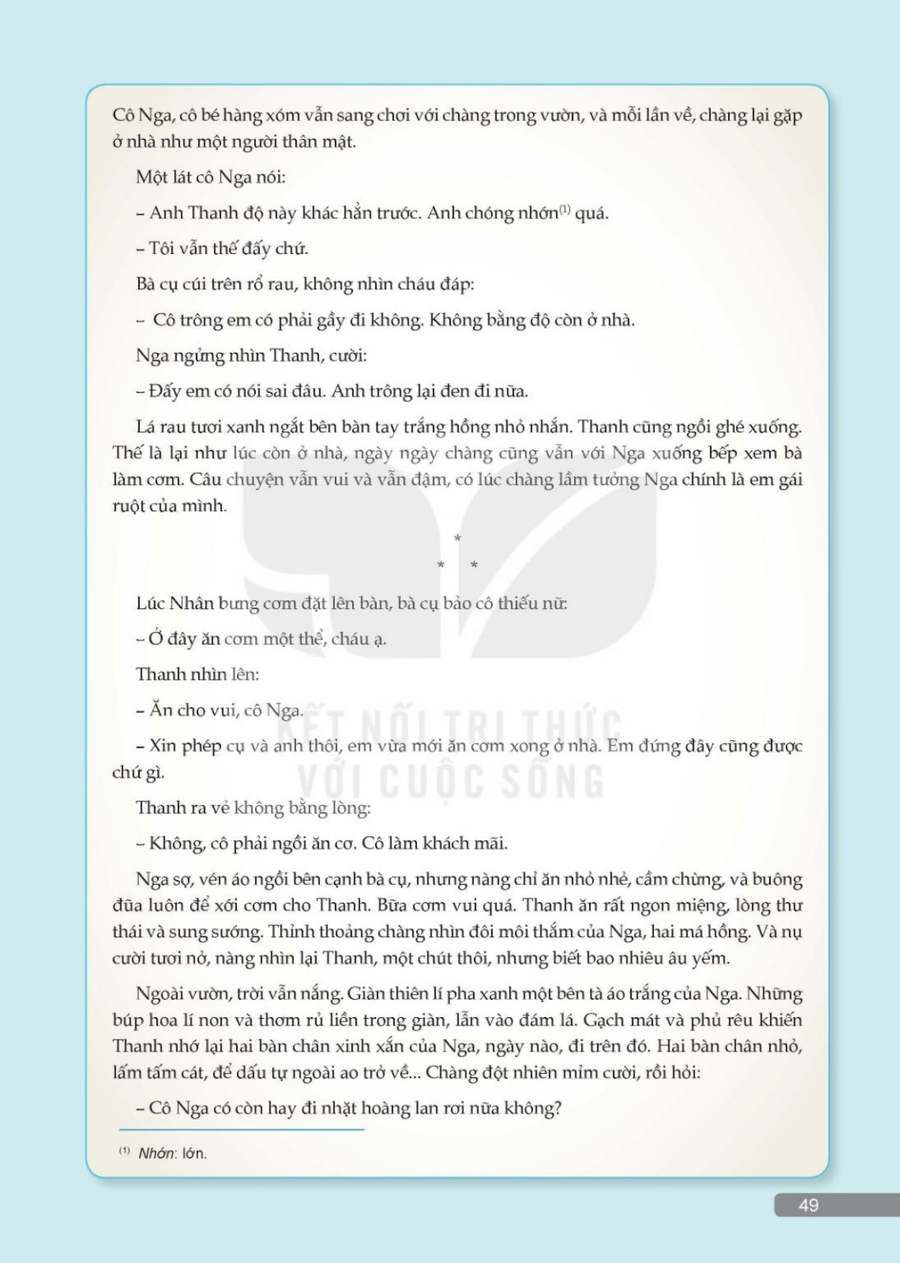 Cô Nga, cô bé hàng xóm vẫn sang chơi với chàng trong vườn, và mỗi lần về, chàng lại gặp
ở nhà như một người thân mật.
Một lát cô Nga nói:
– Anh Thanh độ này khác hẳn trước. Anh chóng nhớn(1) quá.
– Tôi vẫn thế đấy chứ.
Bà cụ cúi trên rổ rau, không nhìn cháu đáp:
– Cô trông em có phải gầy đi không. Không bằng độ còn ở nhà.
Nga ngửng nhìn Thanh, cười:
– Đấy em có nói sai đâu. Anh trông lại đen đi nữa.
Lá rau tươi xanh ngắt bên bàn tay trắng hồng nhỏ nhắn. Thanh cũng ngồi ghé xuống.
Thế là lại như lúc còn ở nhà, ngày ngày chàng cũng vẫn với Nga xuống bếp xem bà
làm cơm. Câu chuyện vẫn vui và vẫn đậm, có lúc chàng lầm tưởng Nga chính là em gái
ruột của mình.
*
* *
Lúc Nhân bưng cơm đặt lên bàn, bà cụ bảo cô thiếu nữ:
– Ở đây ăn cơm một thể, cháu ạ.
Thanh nhìn lên:
– Ăn cho vui, cô Nga.
KẾT NỐI TRI THỨC
– Xin phép cụ và anh thôi, em vừa mới ăn cơm xong ở nhà. Em đứng đây cũng được
chứ gì.
VỚI CUỘC SỐNG
Thanh ra vẻ không bằng lòng:
– Không, cô phải ngồi ăn cơ. Cô làm khách mãi.
Nga sợ, vén áo ngồi bên cạnh bà cụ, nhưng nàng chỉ ăn nhỏ nhẻ, cầm chừng, và buông
đũa luôn để xới cơm cho Thanh. Bữa cơm vui quá. Thanh ăn rất ngon miệng, lòng thư
thái và sung sướng. Thỉnh thoảng chàng nhìn đôi môi thắm của Nga, hai má hồng. Và nụ
cười tươi nở, nàng nhìn lại Thanh, một chút thôi, nhưng biết bao nhiêu âu yếm.
Ngoài vườn, trời vẫn nắng. Giàn thiên lí pha xanh một bên tà áo trắng của Nga. Những
búp hoa lí non và thơm rủ liền trong giàn, lẫn vào đám lá. Gạch mát và phủ rêu khiến
Thanh nhớ lại hai bàn chân xinh xắn của Nga, ngày nào, đi trên đó. Hai bàn chân nhỏ,
lấm tấm cát, để dấu tự ngoài ao trở về... Chàng đột nhiên mỉm cười, rồi hỏi:
– Cô Nga có còn hay đi nhặt hoàng lan rơi nữa không?
(1) Nhớn: lớn.
49